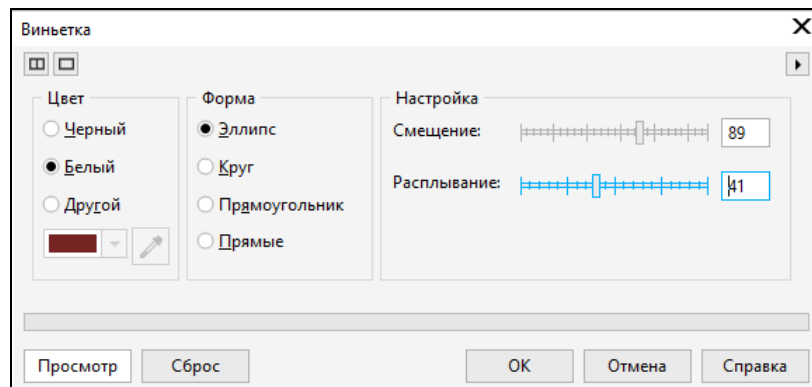 Виньетка
Цвет
Черный
Белый
Другой
Форма
Эллипс
Круг
Прямоугольник
Прямые
Настройка
Смещение: 89
Расплывание: 41
Просмотр Сброс OK Отмена Справка